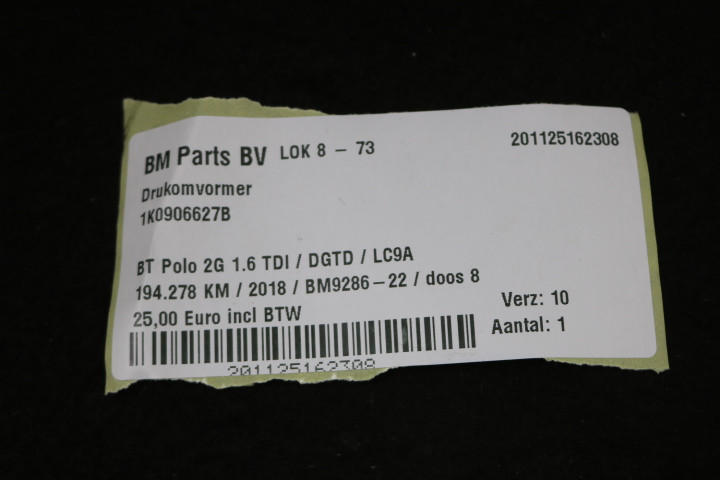 BM Parts BV LOK 8 - 73 201125162308
Drukomvormer
1K0906627B
BT Polo 2G 1.6 TDI / DGTD / LC9A
194.278 KM / 2018 / BM9286-22 / doos 8
25,00 Euro incl BTW
Verz: 10
Aantal: 1
201125162308